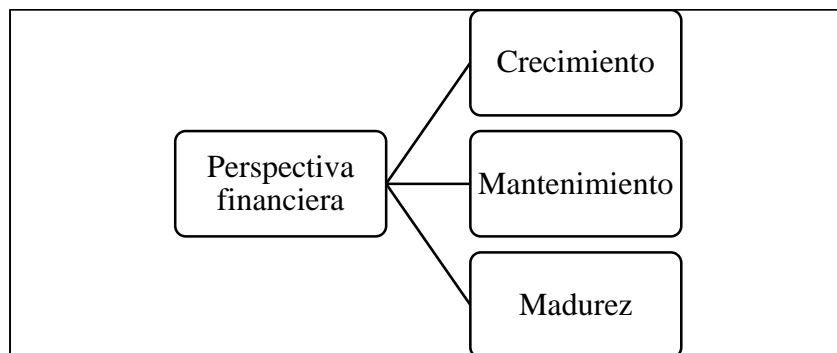 Crecimiento
Perspectiva
financiera
Mantenimiento
Madurez